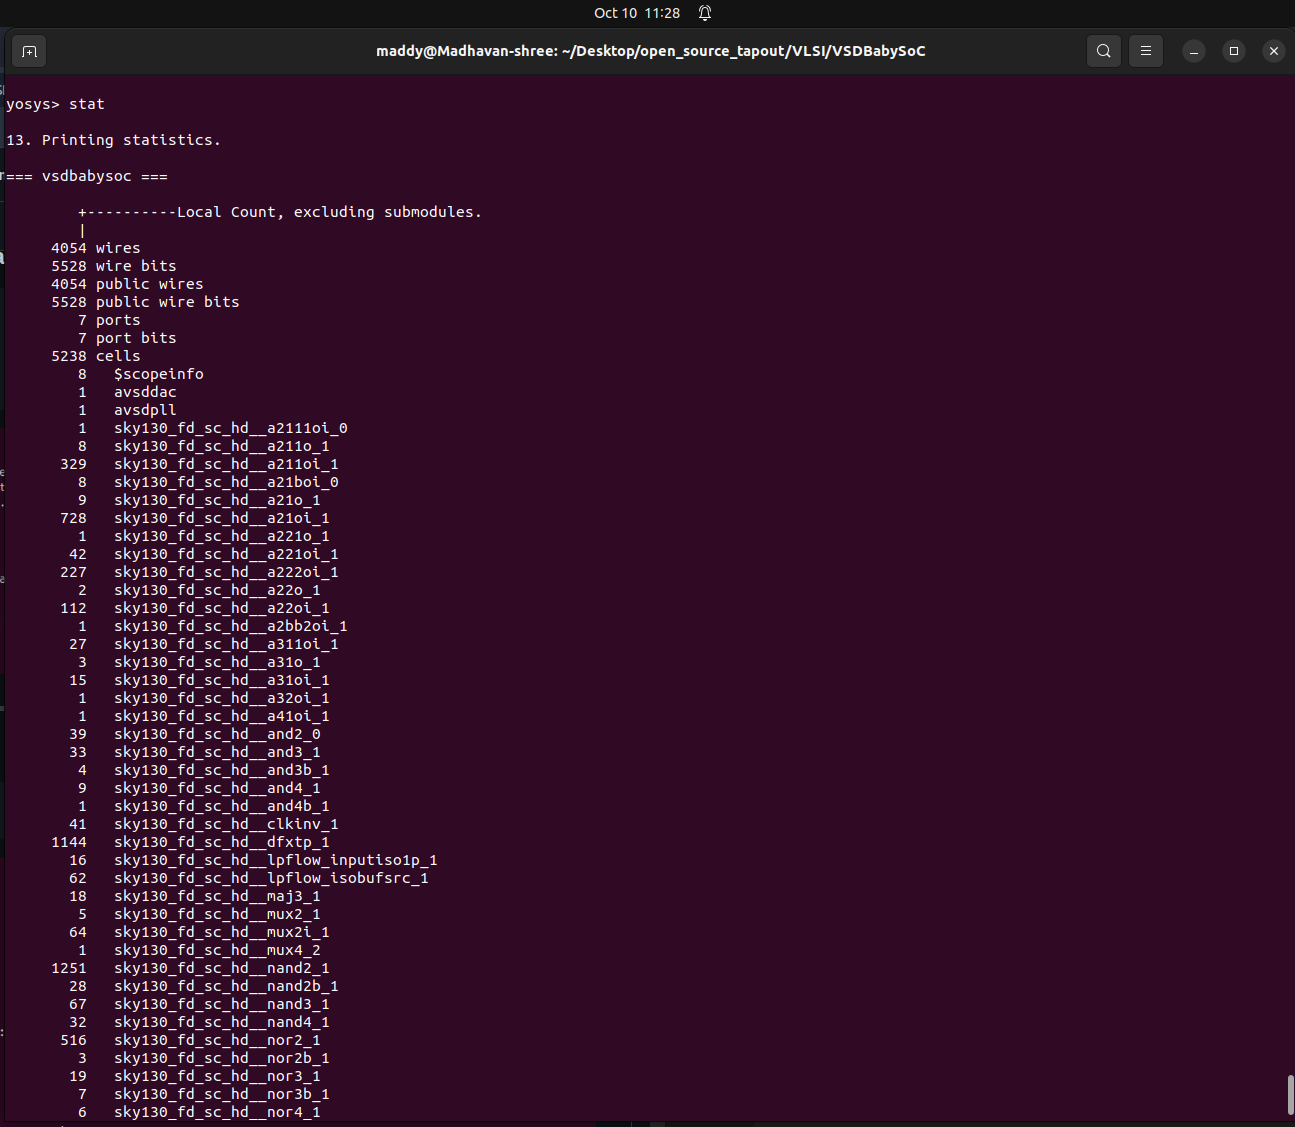 Oct 10 11:28
maddy@Madhavan-shree: ~/Desktop/open_source_tapout/VLSI/VSDBabySoC
yosys> stat
13. Printing statistics.
=== vsdbabysoc ===
+----------Local Count, excluding submodules.
|
4054 wires
5528 wire bits
4054 public wires
5528 public wire bits
7 ports
7 port bits
5238 cells
8 $scopeinfo
1 avsddac
1 avsdpll
1 sky130_fd_sc_hd__a2111oi_0
8 sky130_fd_sc_hd__a211o_1
329 sky130_fd_sc_hd__a211oi_1
8 sky130_fd_sc_hd__a21boi_0
9 sky130_fd_sc_hd__a21o_1
728 sky130_fd_sc_hd__a21oi_1
1 sky130_fd_sc_hd__a221o_1
42 sky130_fd_sc_hd__a221oi_1
227 sky130_fd_sc_hd__a222oi_1
2 sky130_fd_sc_hd__a22o_1
112 sky130_fd_sc_hd__a22oi_1
1 sky130_fd_sc_hd__a2bb2oi_1
27 sky130_fd_sc_hd__a311oi_1
3 sky130_fd_sc_hd__a31o_1
15 sky130_fd_sc_hd__a31oi_1
1 sky130_fd_sc_hd__a32oi_1
1 sky130_fd_sc_hd__a41oi_1
39 sky130_fd_sc_hd__and2_0
33 sky130_fd_sc_hd__and3_1
4 sky130_fd_sc_hd__and3b_1
9 sky130_fd_sc_hd__and4_1
1 sky130_fd_sc_hd__and4b_1
41 sky130_fd_sc_hd__clkinv_1
1144 sky130_fd_sc_hd__dfxtp_1
16 sky130_fd_sc_hd__lpflow_inputiso1p_1
62 sky130_fd_sc_hd__lpflow_isobufsrc_1
18 sky130_fd_sc_hd__maj3_1
5 sky130_fd_sc_hd__mux2_1
64 sky130_fd_sc_hd__mux2i_1
1 sky130_fd_sc_hd__mux4_2
1251 sky130_fd_sc_hd__nand2_1
28 sky130_fd_sc_hd__nand2b_1
67 sky130_fd_sc_hd__nand3_1
32 sky130_fd_sc_hd__nand4_1
516 sky130_fd_sc_hd__nor2_1
3 sky130_fd_sc_hd__nor2b_1
19 sky130_fd_sc_hd__nor3_1
7 sky130_fd_sc_hd__nor3b_1
6 sky130_fd_sc_hd__nor4_1